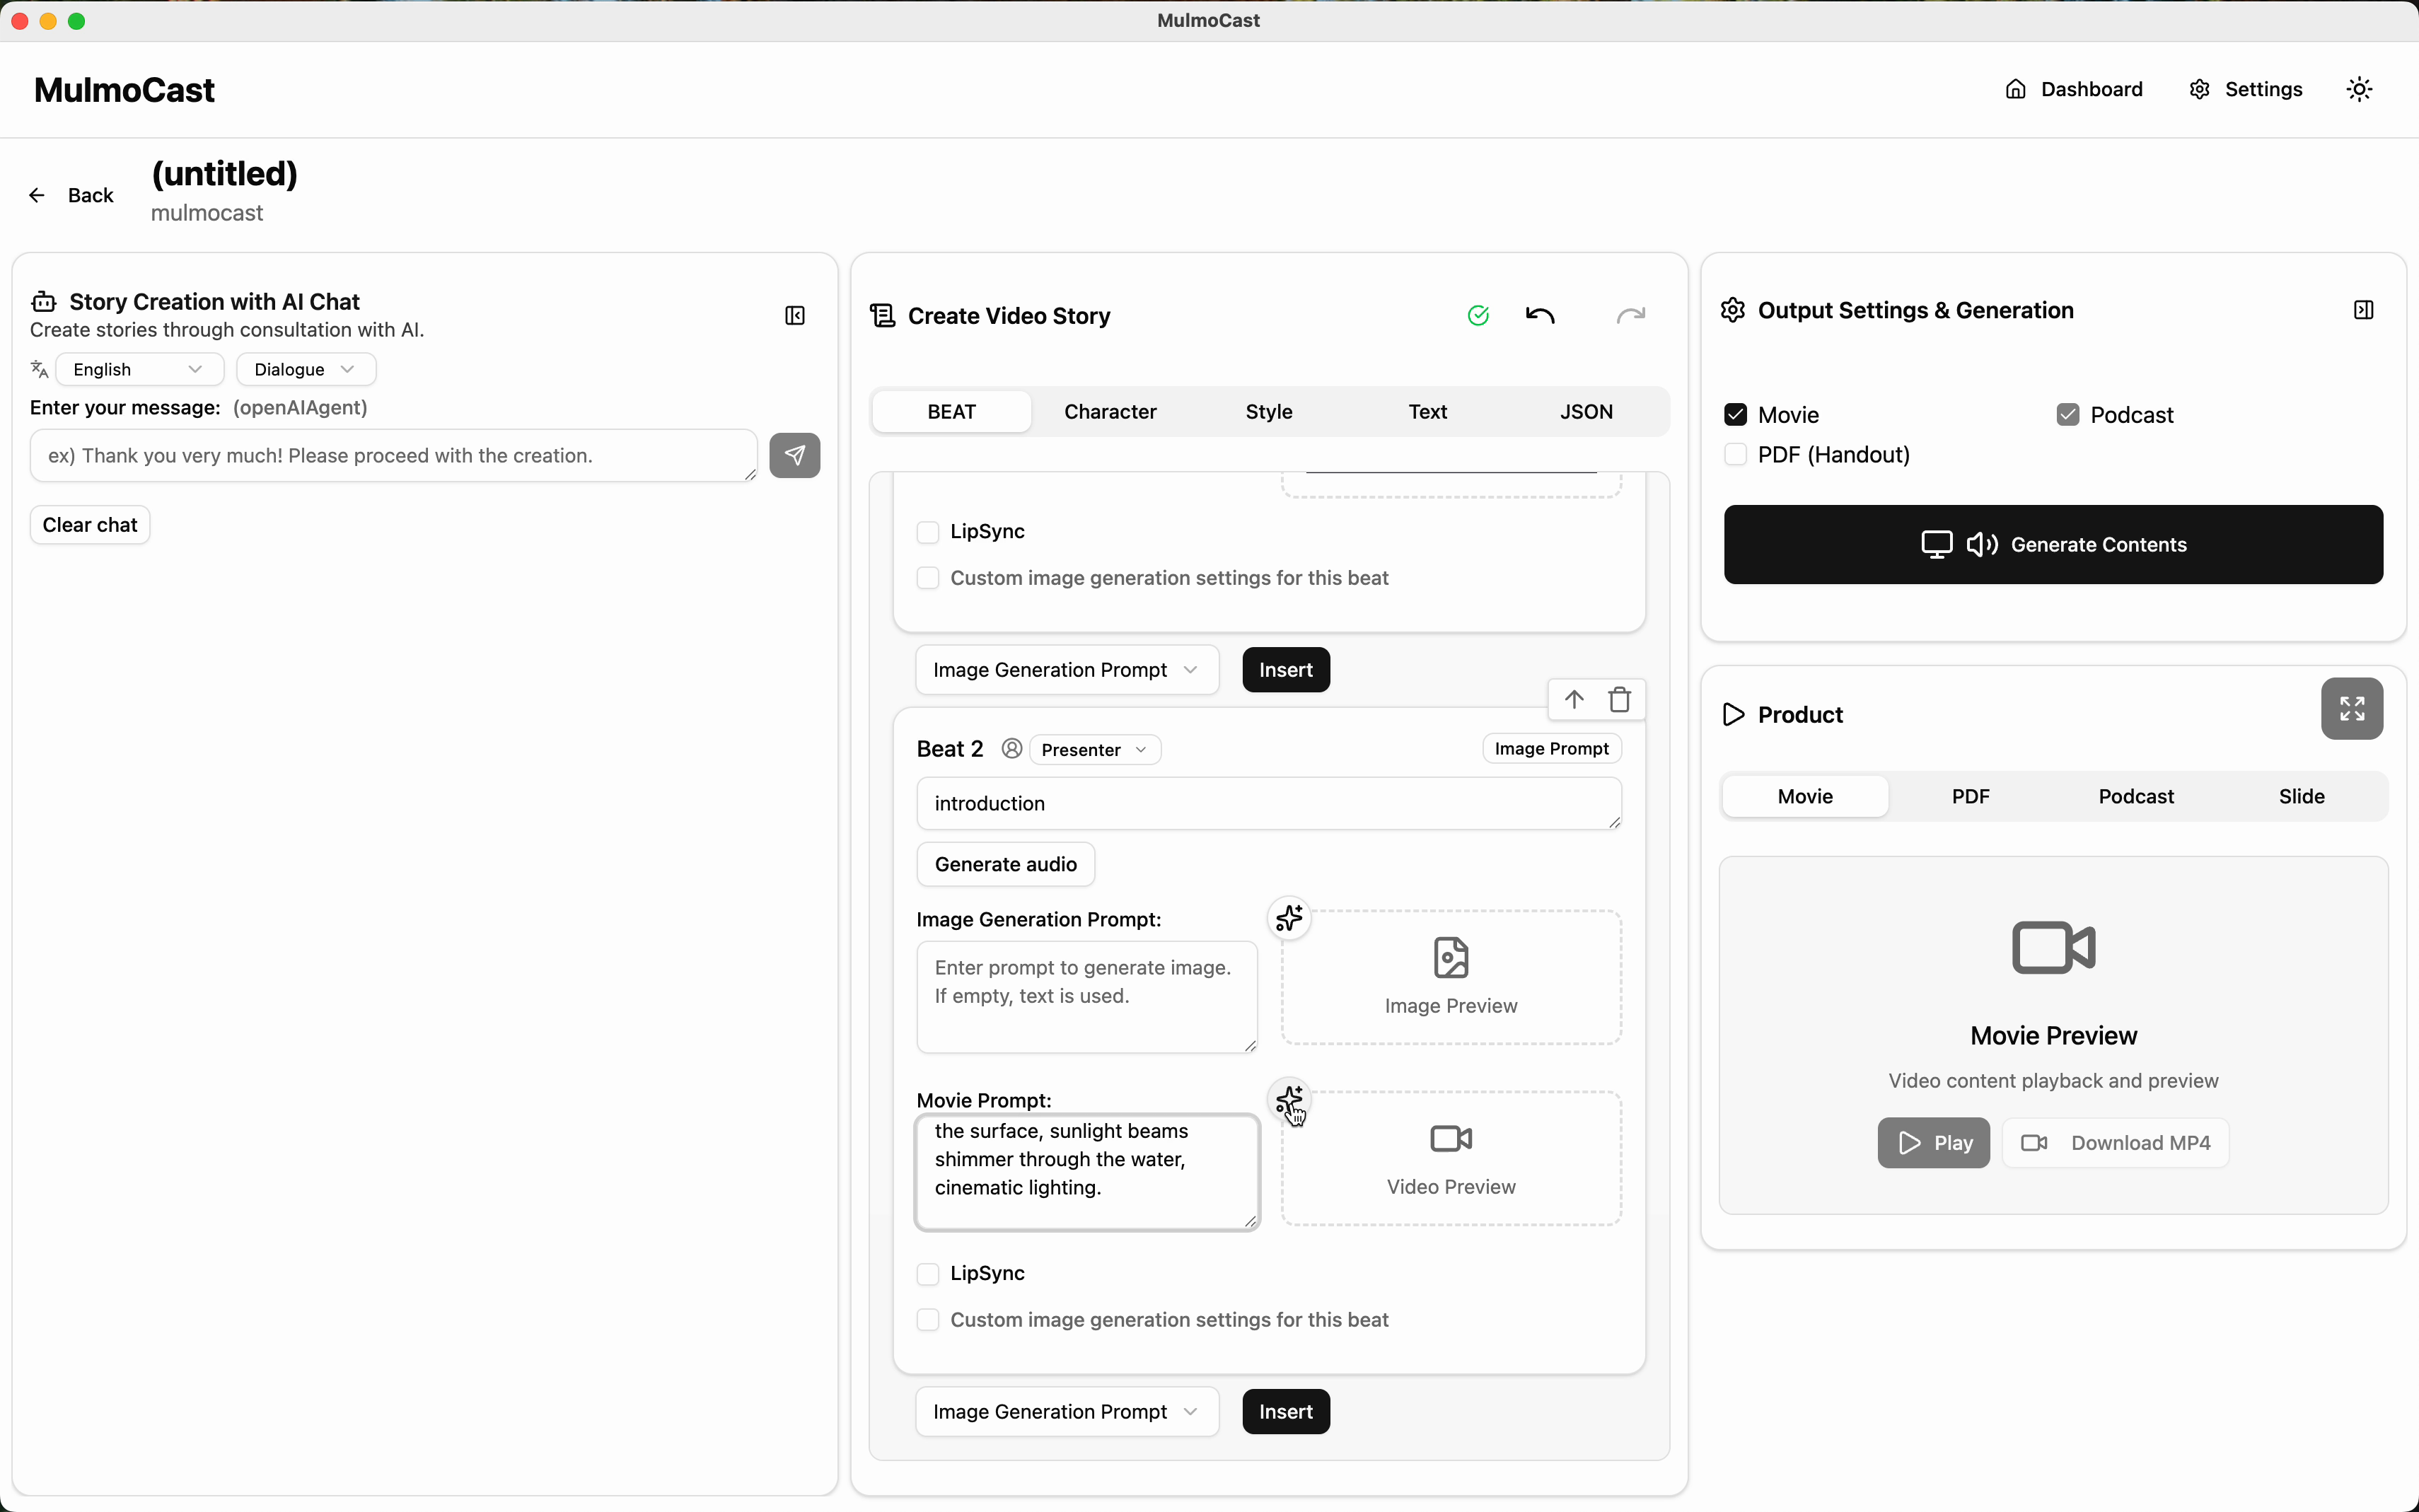 MulmoCast
MulmoCast
Dashboard
Settings
Back
(untitled)
mulmocast
Story Creation with AI Chat
Create stories through consultation with AI.
English
Dialogue
Enter your message: (openAIAgent)
ex) Thank you very much! Please proceed with the creation.
Clear chat
Create Video Story
BEAT
Character
Style
Text
JSON
LipSync
Custom image generation settings for this beat
Image Generation Prompt
Insert
Beat 2
Presenter
Image Prompt
introduction
Generate audio
Image Generation Prompt:
Enter prompt to generate image.
If empty, text is used.
Image Preview
Movie Prompt:
the surface, sunlight beams
shimmer through the water,
cinematic lighting.
Video Preview
LipSync
Custom image generation settings for this beat
Image Generation Prompt
Insert
Output Settings & Generation
Movie
Podcast
PDF (Handout)
Generate Contents
Product
Movie
PDF
Podcast
Slide
Movie Preview
Video content playback and preview
Play
Download MP4